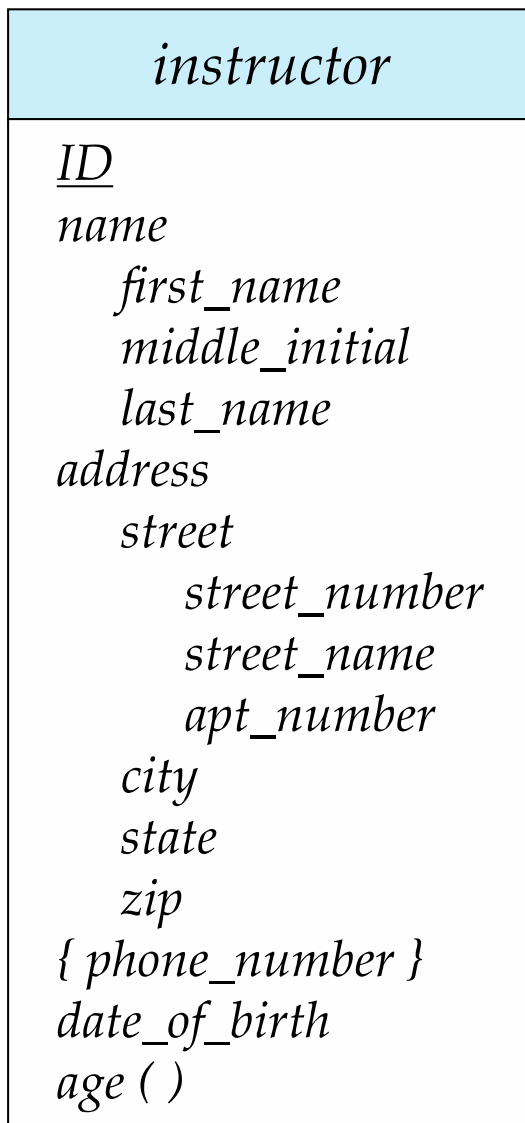 instructor
ID
name
first_name
middle_initial
last_name
address
street
street_number
street_name
apt_number
city
state
zip
{ phone_number }
date_of_birth
age ( )